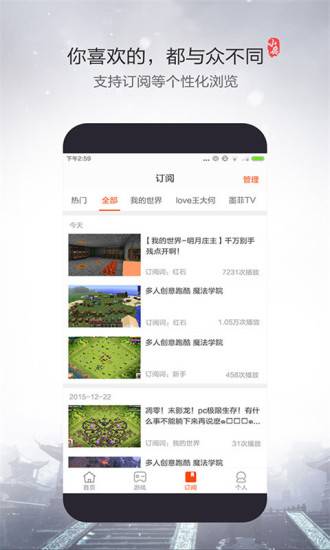 你喜欢的，都与众不同
支持订阅等个性化浏览
下午2:59
订阅
管理
热门 全部 我的世界 love王大何 墨菲TV
今天
【我的世界-明月庄主】千万别手
残点开啊！
订阅词：红石 7231次播放
多人创意跑酷 魔法学院
订阅词：红石 1.05万次播放
多人创意跑酷 魔法学院
订阅词：新手 458次播放
2015-12-22
凋零！末影龙！pc极限生存！有什
么事不能躺下来再说麽
订阅词：我的世界 31次播放
多人创意跑酷 魔法学院
首页 游戏 订阅 个人